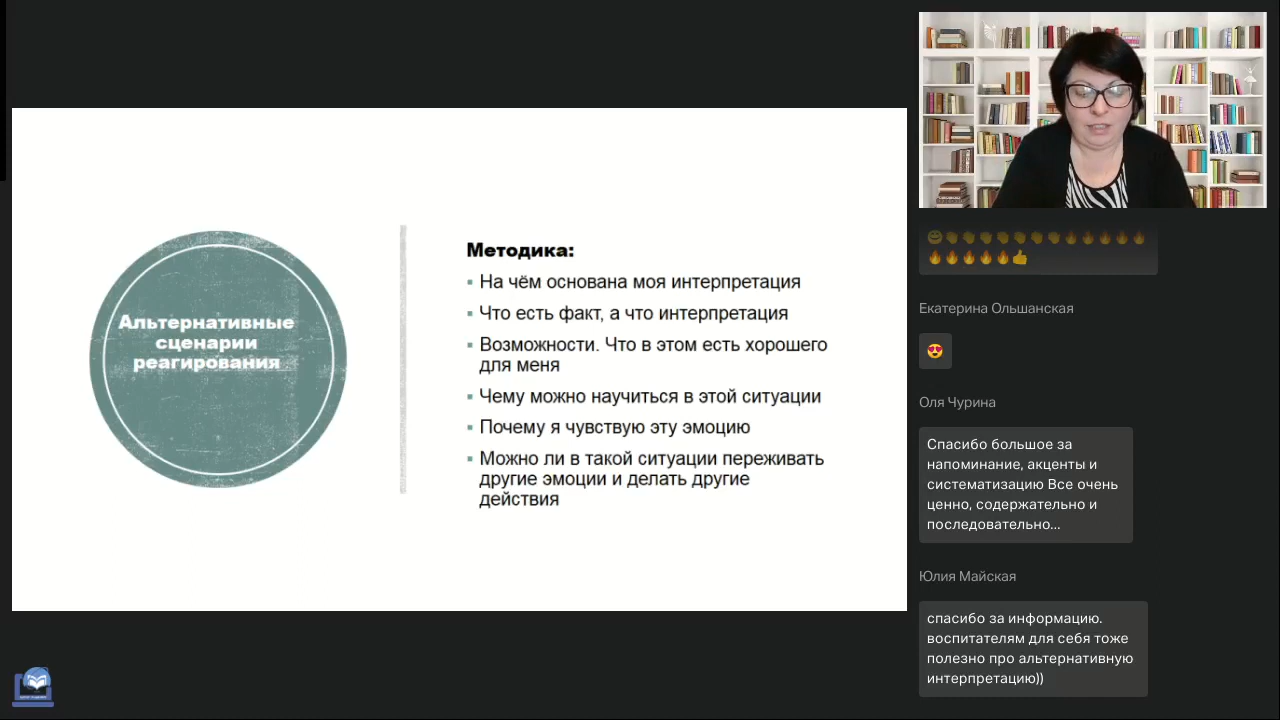 Альтернативные
сценарии
реагирования
Методика:
На чём основана моя интерпретация
Что есть факт, а что интерпретация
Возможности. Что в этом есть хорошего
для меня
Чему можно научиться в этой ситуации
Почему я чувствую эту эмоцию
Можно ли в такой ситуации переживать
другие эмоции и делать другие
действия
Екатерина Ольшанская
Оля Чурина
Спасибо большое за
напоминание, акценты и
систематизацию Все очень
ценно, содержательно и
последовательно...
Юлия Майская
спасибо за информацию.
воспитателям для себя тоже
полезно про альтернативную
интерпретацию))